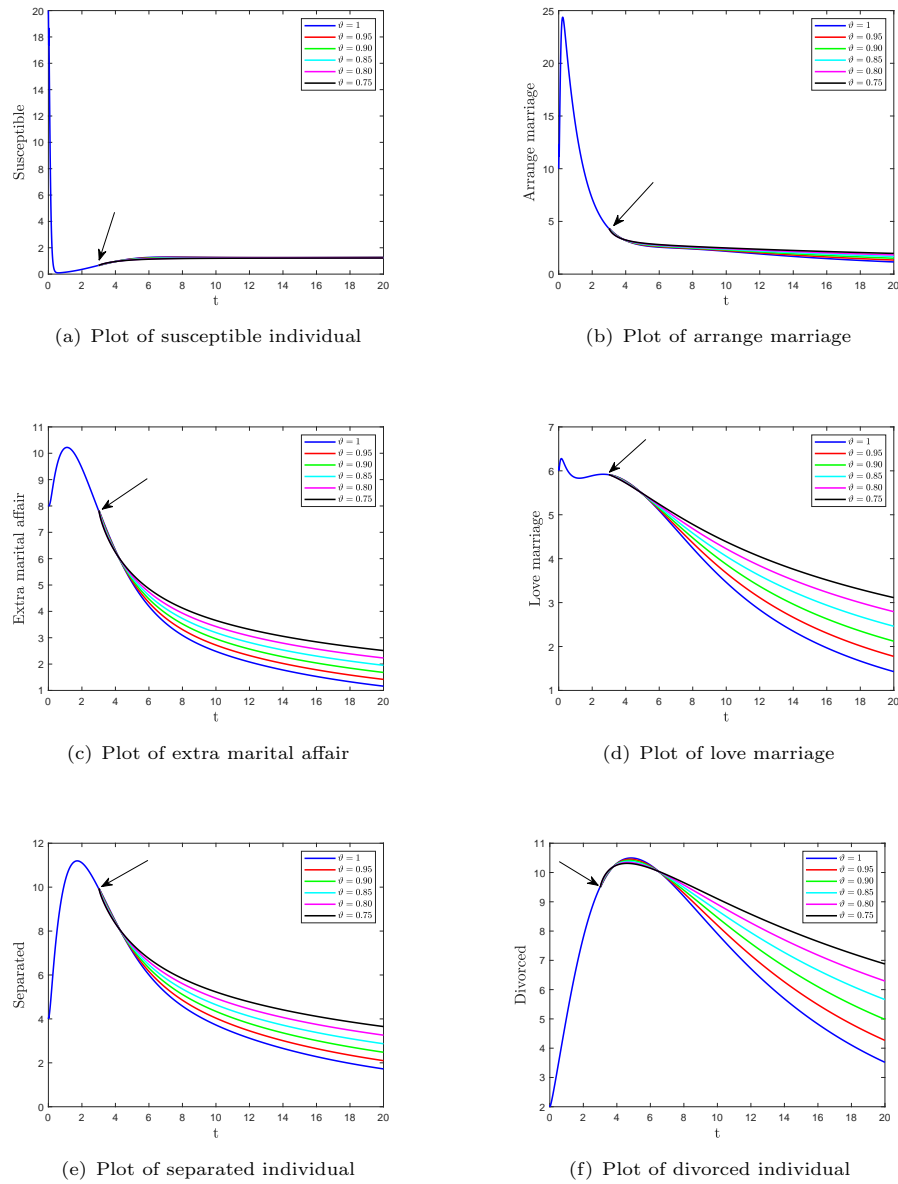 20
18
16
14
12
10
8
6
4
2
0
Susceptible
0 2 4 6 8 10 12 14 16 18 20
t
ϑ = 1
ϑ = 0.95
ϑ = 0.90
ϑ = 0.85
ϑ = 0.80
ϑ = 0.75
(a) Plot of susceptible individual
25
20
15
10
5
0
Arrange marriage
0 2 4 6 8 10 12 14 16 18 20
t
ϑ = 1
ϑ = 0.95
ϑ = 0.90
ϑ = 0.85
ϑ = 0.80
ϑ = 0.75
(b) Plot of arrange marriage
11
10
9
8
7
6
5
4
3
2
1
Extra marital affair
0 2 4 6 8 10 12 14 16 18 20
t
ϑ = 1
ϑ = 0.95
ϑ = 0.90
ϑ = 0.85
ϑ = 0.80
ϑ = 0.75
(c) Plot of extra marital affair
7
6
5
4
3
2
1
Love marriage
0 2 4 6 8 10 12 14 16 18 20
t
ϑ = 1
ϑ = 0.95
ϑ = 0.90
ϑ = 0.85
ϑ = 0.80
ϑ = 0.75
(d) Plot of love marriage
12
10
8
6
4
2
0
Separated
0 2 4 6 8 10 12 14 16 18 20
t
ϑ = 1
ϑ = 0.95
ϑ = 0.90
ϑ = 0.85
ϑ = 0.80
ϑ = 0.75
(e) Plot of separated individual
11
10
9
8
7
6
5
4
3
2
Divorced
0 2 4 6 8 10 12 14 16 18 20
t
ϑ = 1
ϑ = 0.95
ϑ = 0.90
ϑ = 0.85
ϑ = 0.80
ϑ = 0.75
(f) Plot of divorced individual